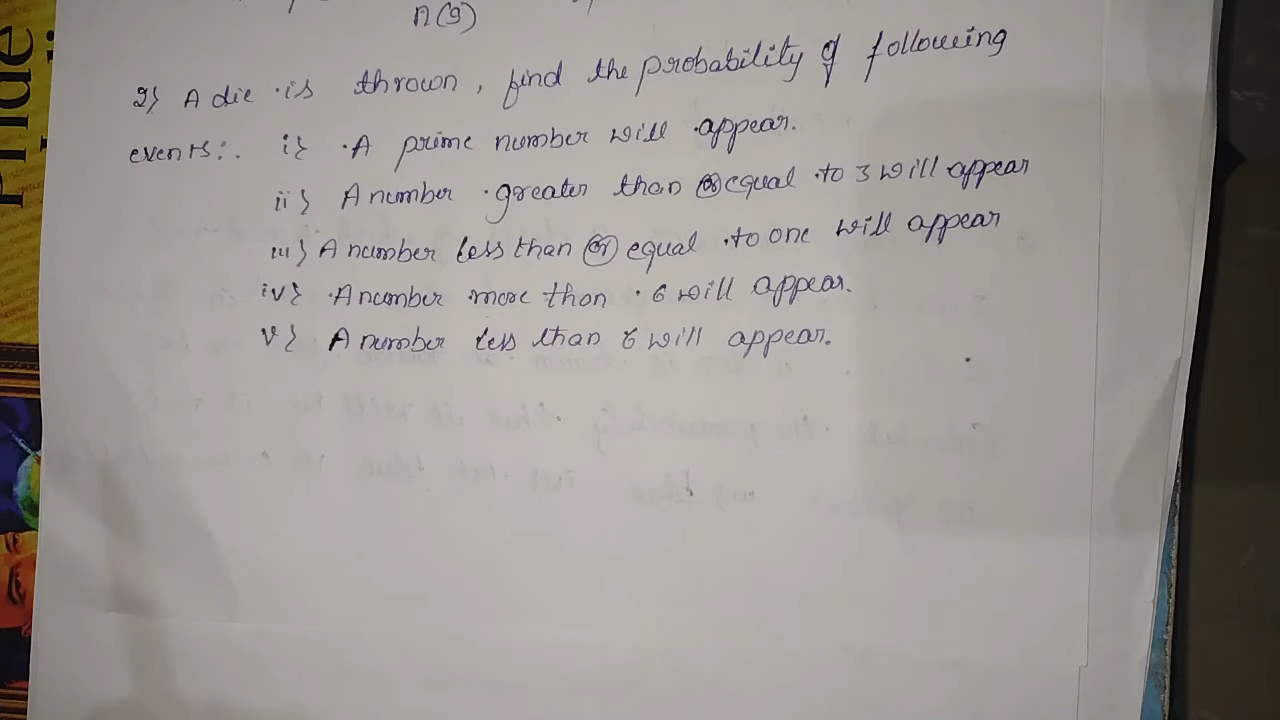 n(s)
2} A die is thrown, find the probability of following
events:. i} A prime number will appear.
ii} A number greater than or equal to 3 will appear
iii} A number less than or equal to one will appear
iv} A number more than 6 will appear.
v} A number less than 6 will appear.